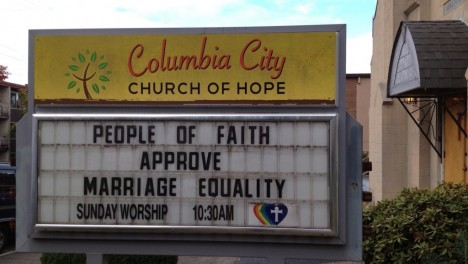 Columbia City
CHURCH OF HOPE
PEOPLE OF FAITH
APPROVE
MARRIAGE EQUALITY
SUNDAY WORSHIP 10:30AM